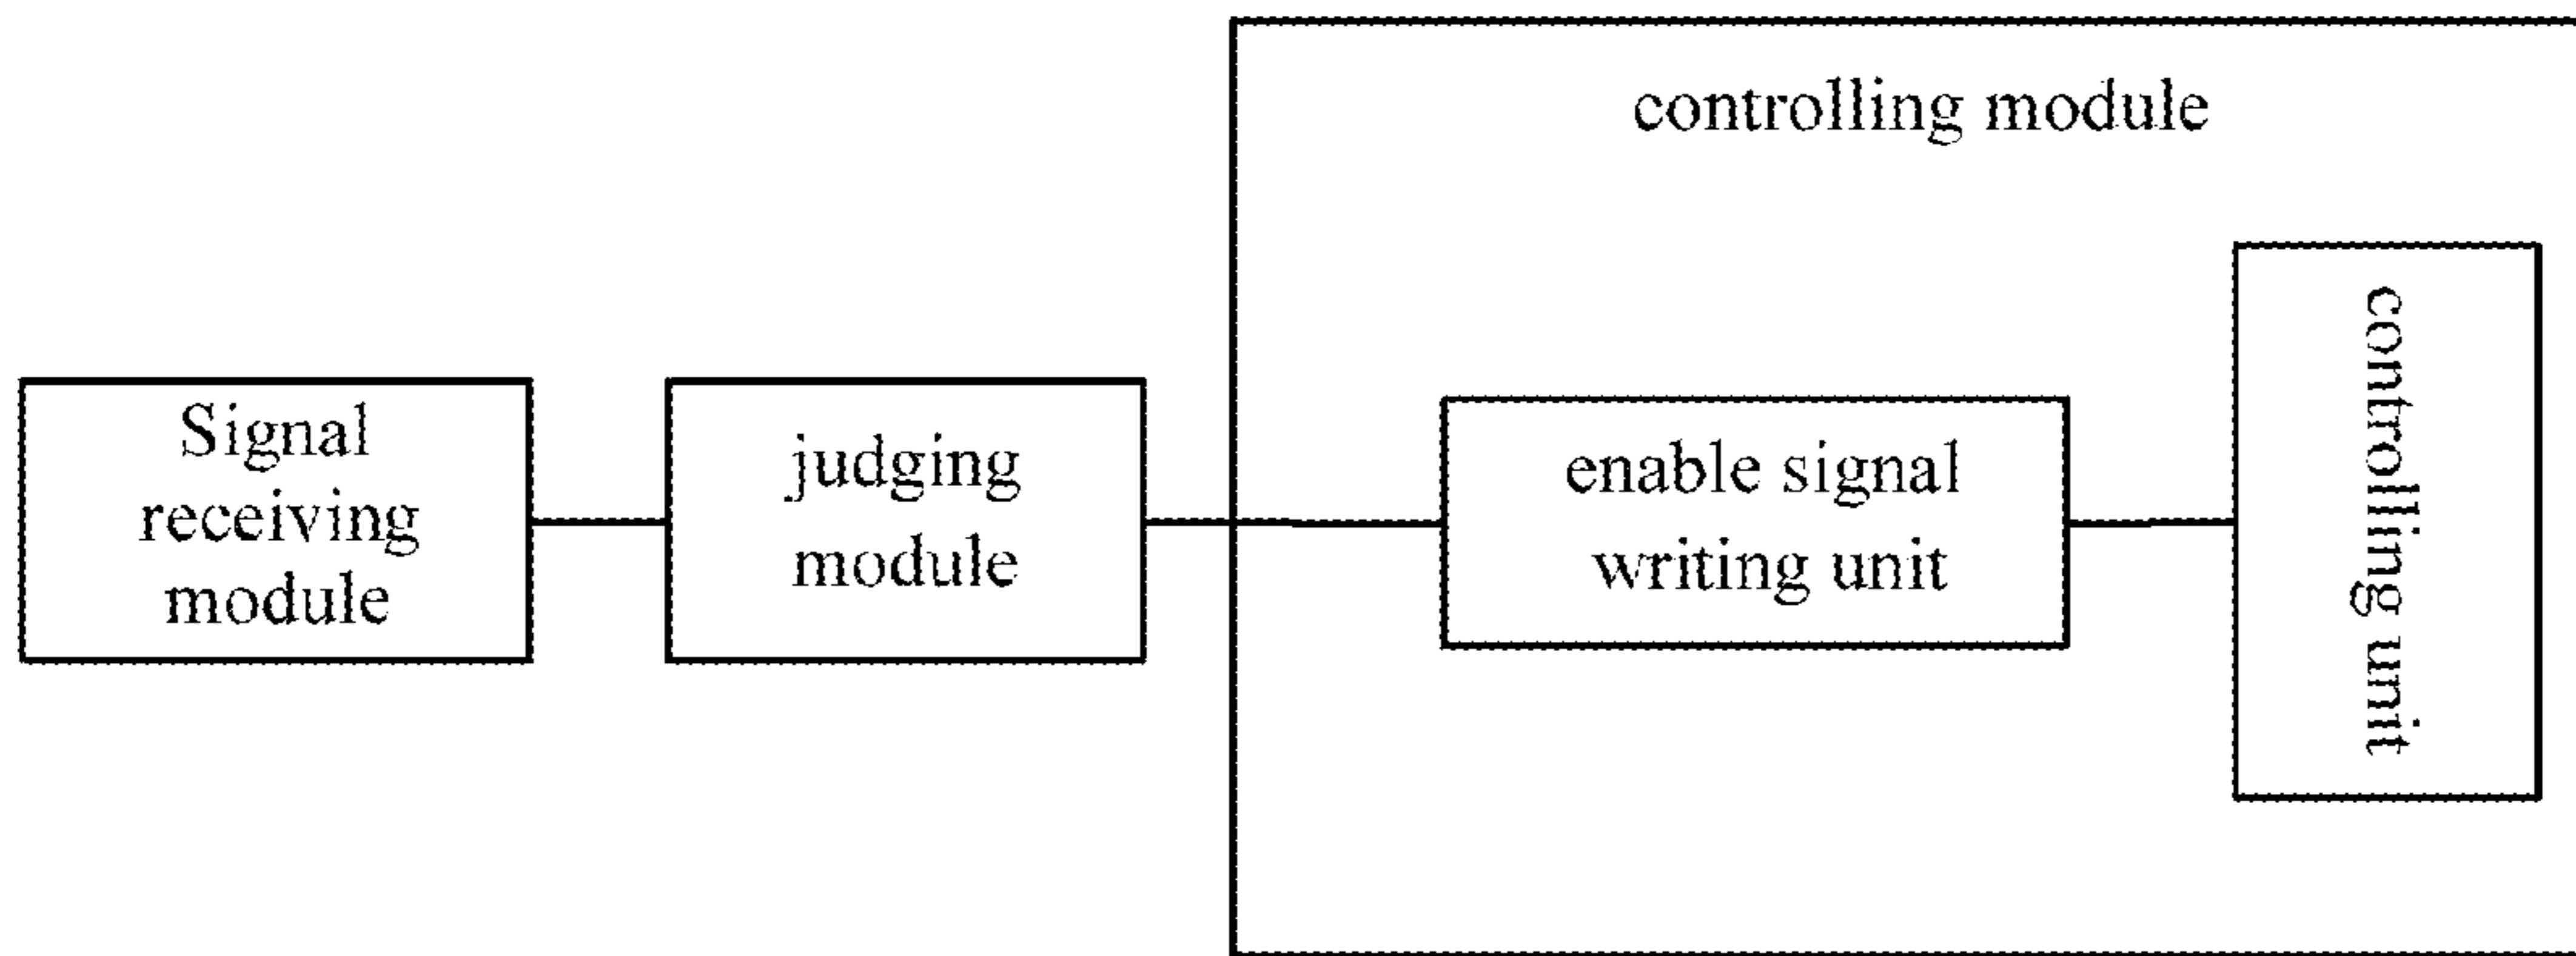 controlling module
Signal
receiving
module
judging
module
enable signal
writing unit
controlling unit